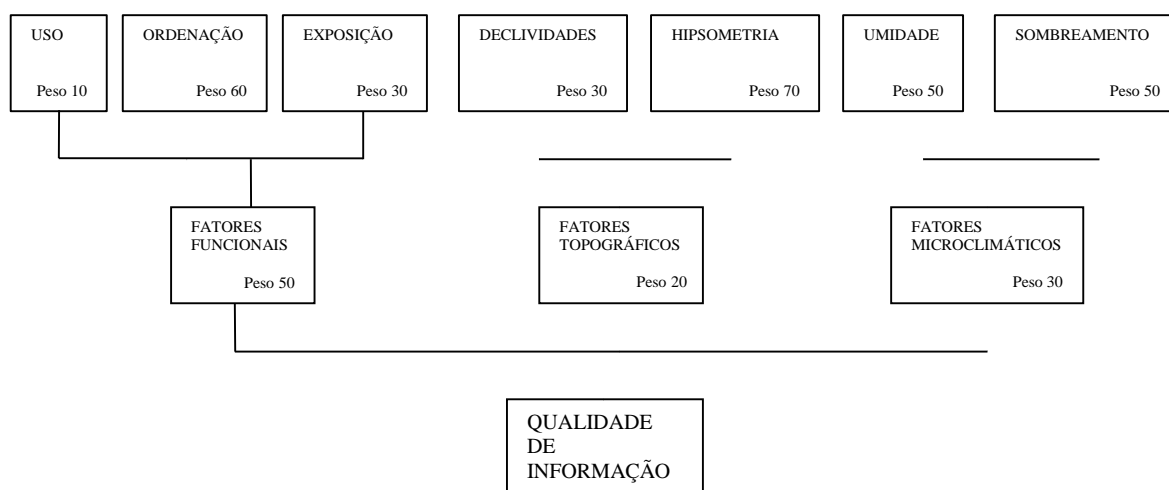 USO
Peso 10
ORDENAÇÃO
Peso 60
EXPOSIÇÃO
Peso 30
DECLIVIDADES
Peso 30
HIPSOMETRIA
Peso 70
UMIDADE
Peso 50
SOMBREAMENTO
Peso 50
FATORES
FUNCIONAIS
Peso 50
FATORES
TOPOGRÁFICOS
Peso 20
FATORES
MICROCLIMÁTICOS
Peso 30
QUALIDADE
DE
INFORMAÇÃO